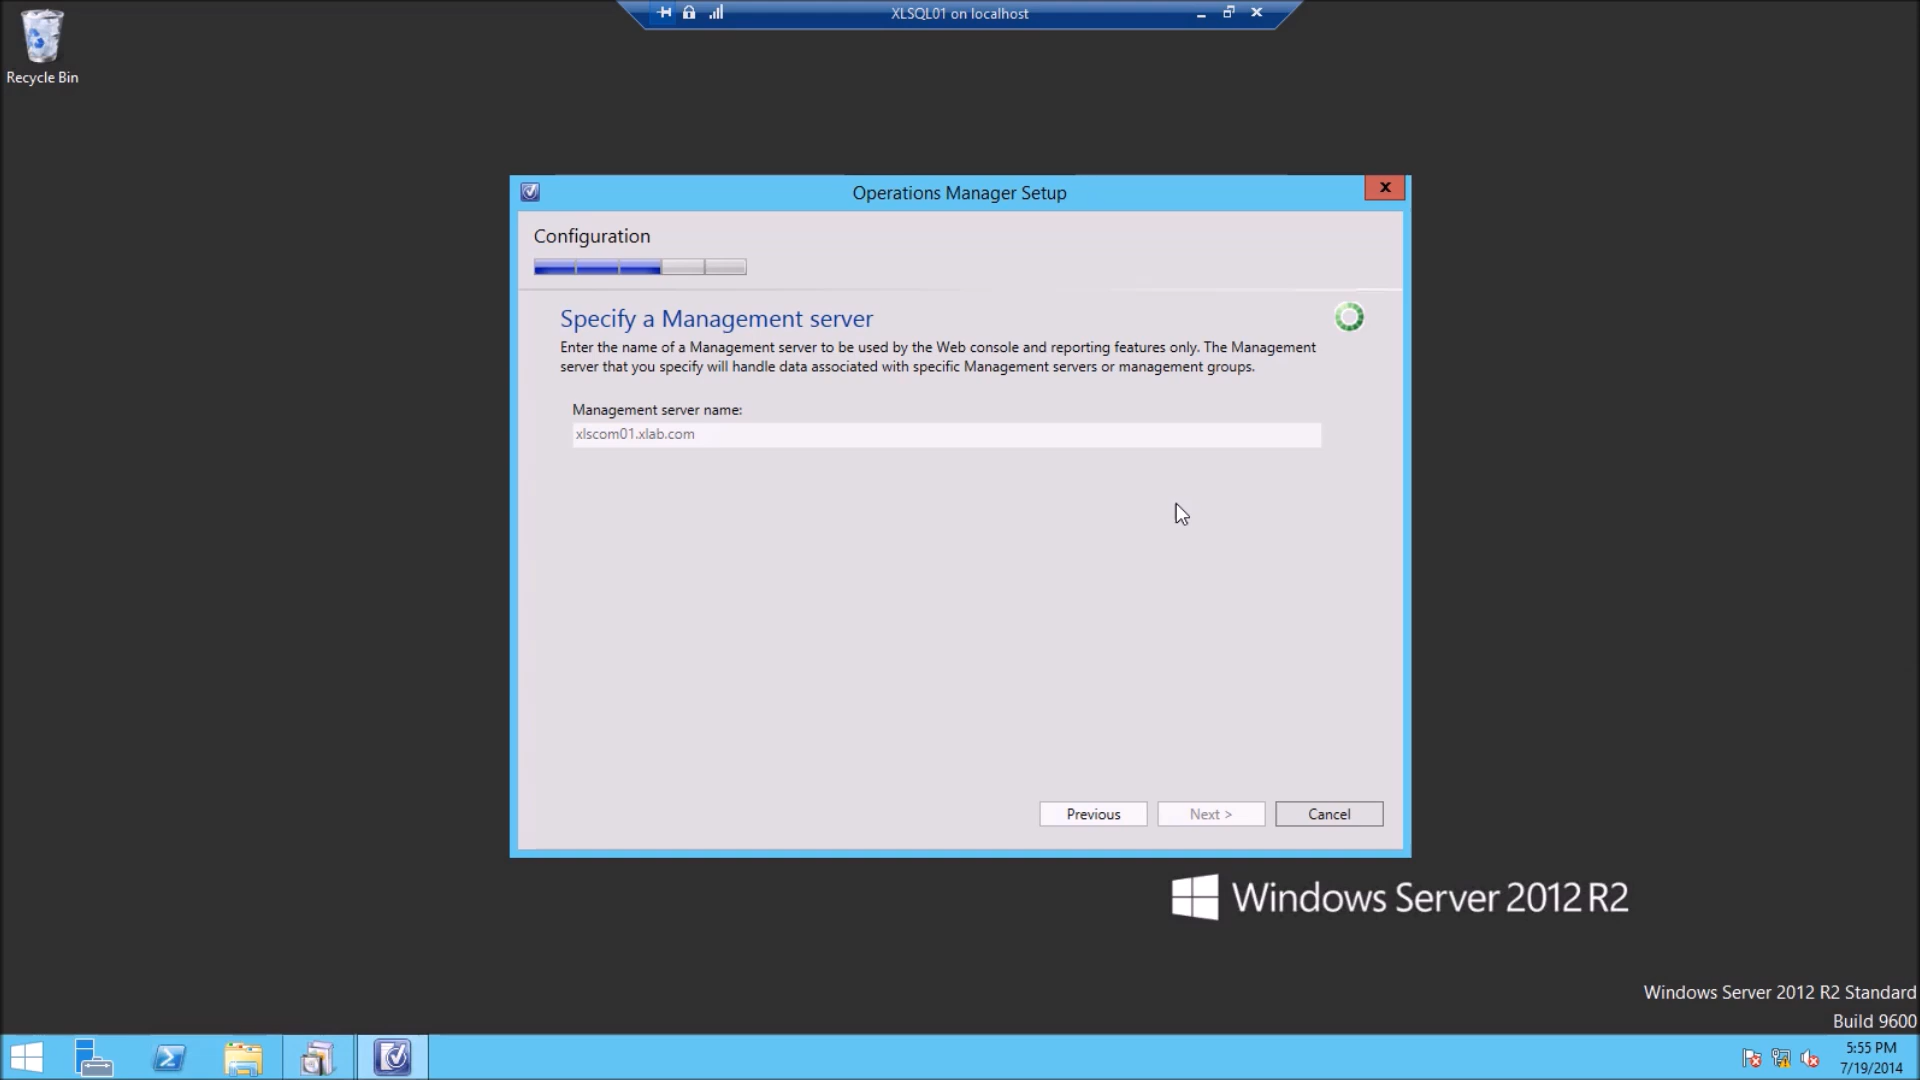 XLSQL01 on localhost
Recycle Bin
Operations Manager Setup
Configuration
Specify a Management server
Enter the name of a Management server to be used by the Web console and reporting features only. The Management
server that you specify will handle data associated with specific Management servers or management groups.
Management server name:
xlscom01.xlab.com
Previous
Next >
Cancel
Windows Server 2012 R2
Windows Server 2012 R2 Standard
Build 9600
5:55 PM
7/19/2014